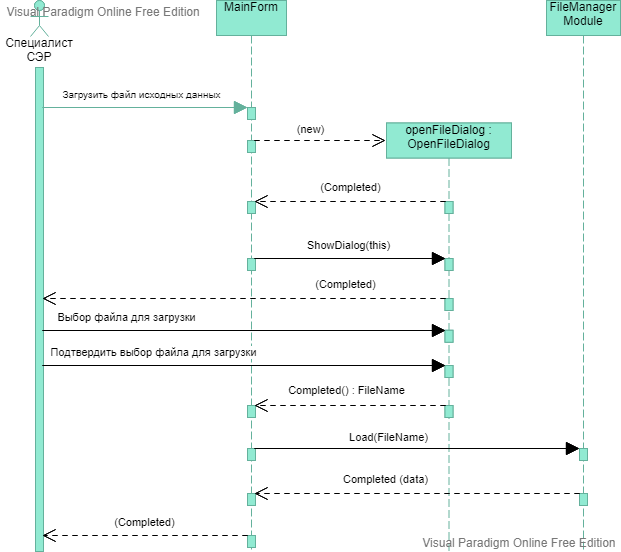 Visual Paradigm Online Free Edition
MainForm
FileManager
Module
Специалист
СЭР
Загрузить файл исходных данных
(new)
openFileDialog :
OpenFileDialog
(Completed)
ShowDialog(this)
(Completed)
Выбор файла для загрузки
Подтвердить выбор файла для загрузки
Completed() : FileName
Load(FileName)
Completed (data)
(Completed)
Visual Paradigm Online Free Edition